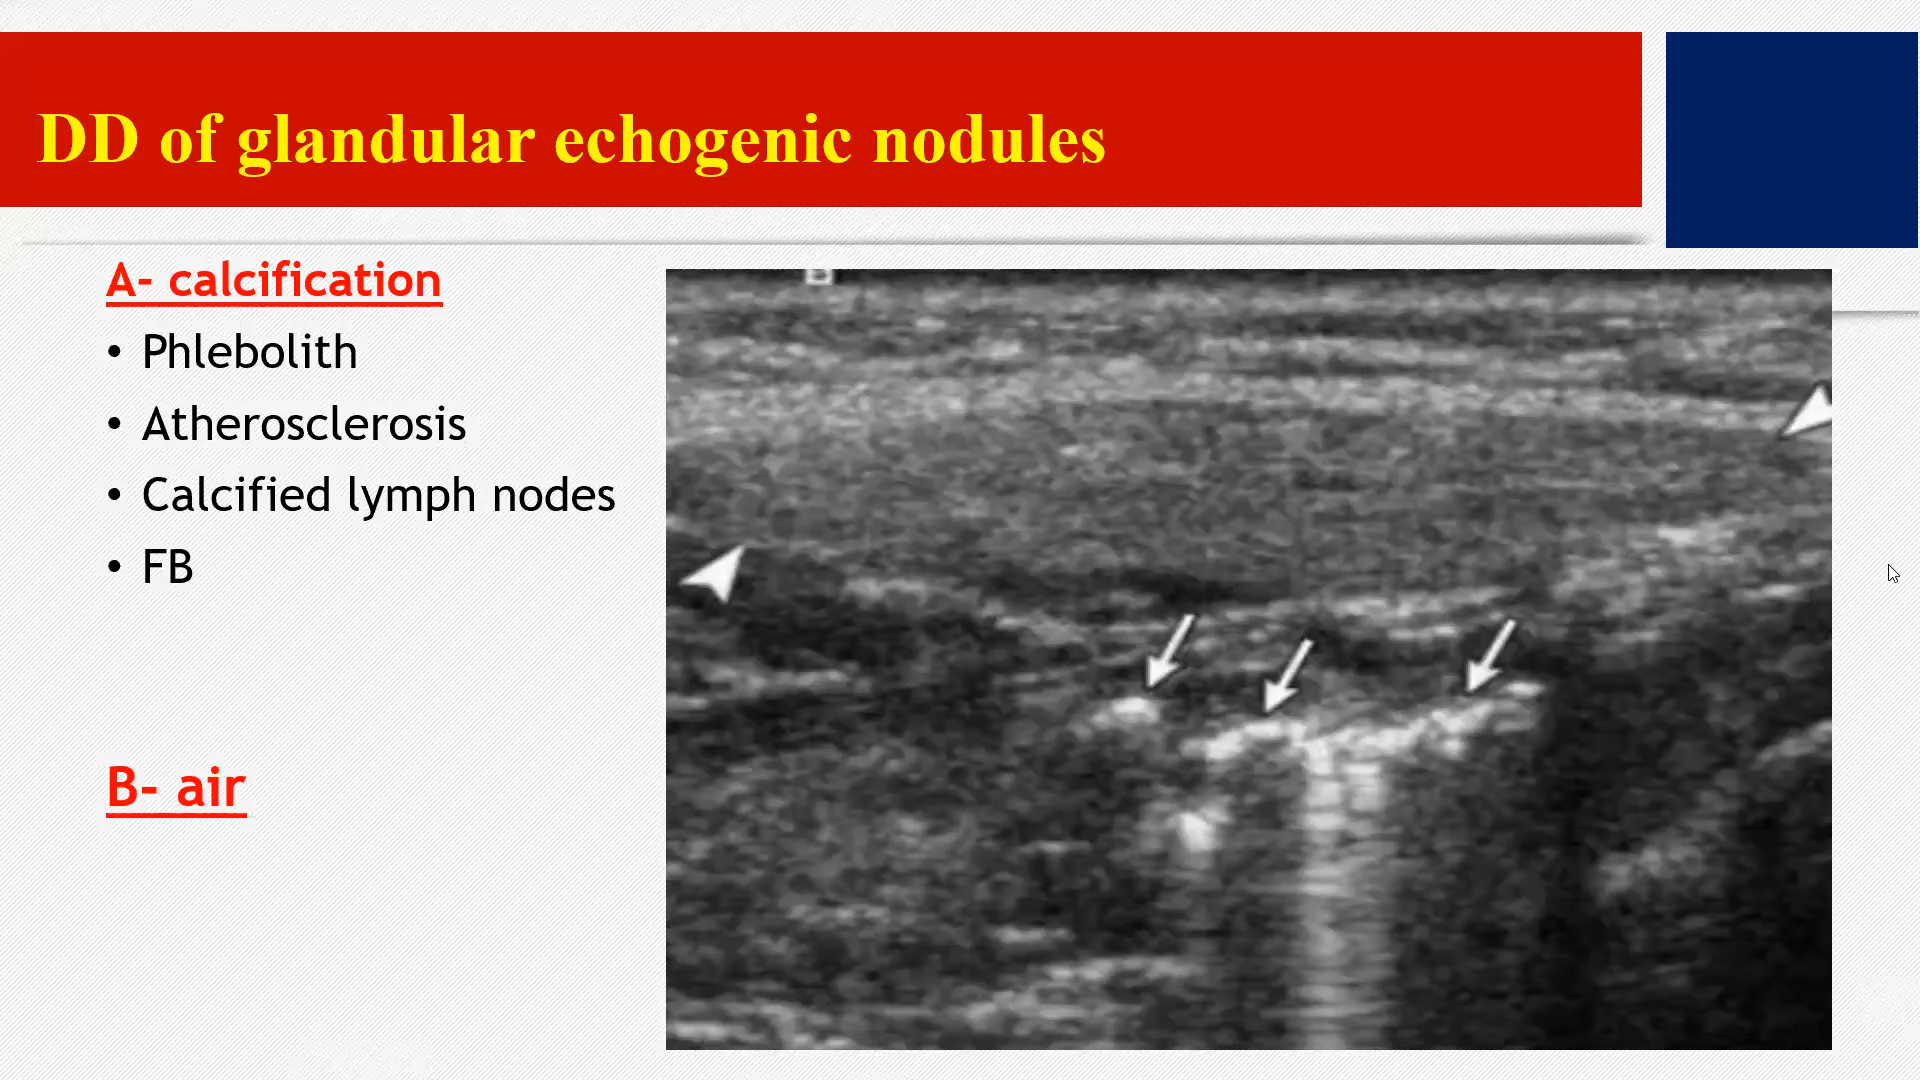 DD of glandular echogenic nodules
A- calcification
• Phlebolith
• Atherosclerosis
• Calcified lymph nodes
• FB
B- air
B